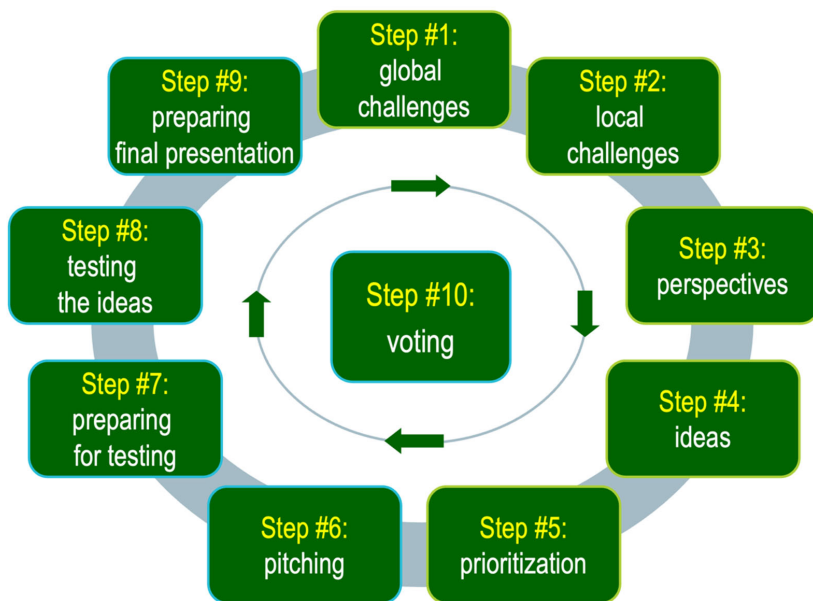 Step #1:
global
challenges
Step #2:
local
challenges
Step #3:
perspectives
Step #4:
ideas
Step #5:
prioritization
Step #6:
pitching
Step #7:
preparing
for testing
Step #8:
testing
the ideas
Step #9:
preparing
final presentation
Step #10:
voting